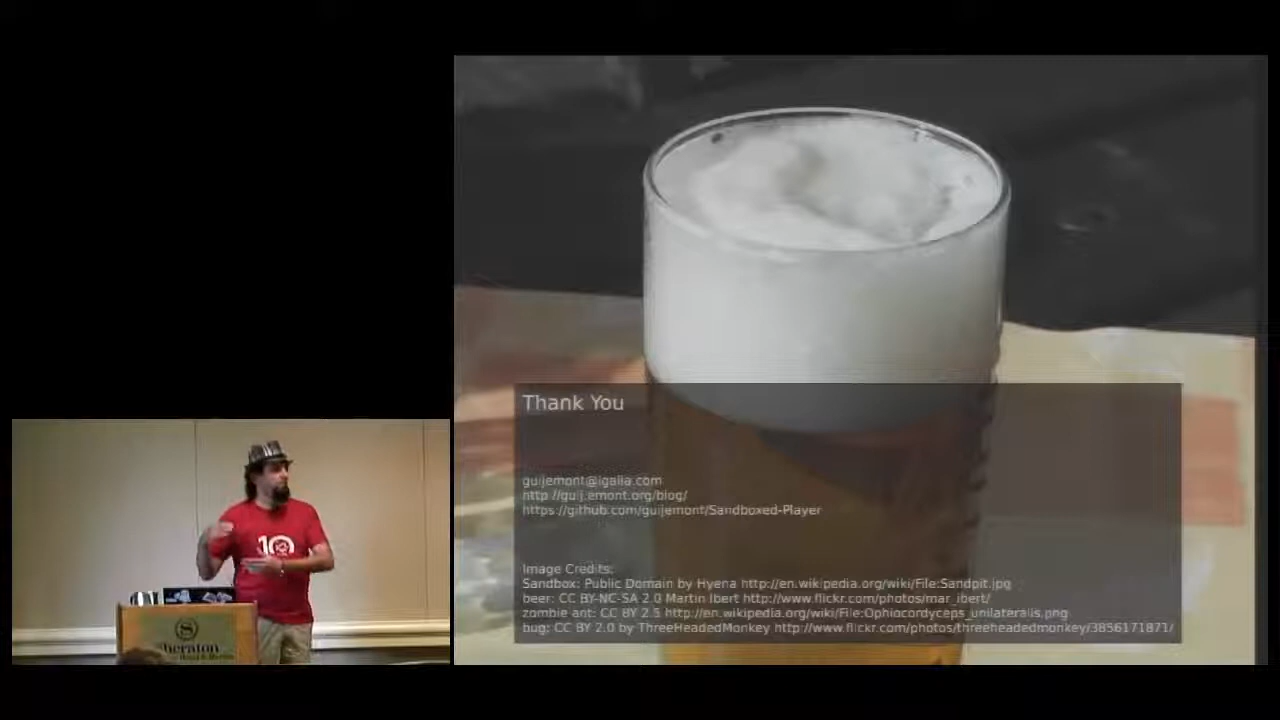 Thank You
guijemont@igalia.com
http://guij.emont.org/blog/
https://github.com/guijemont/Sandboxed-Player
Image Credits:
Sandbox: Public Domain by Hyena http://en.wikipedia.org/wiki/File:Sandpit.jpg
beer: CC BY-NC-SA 2.0 Martin Ibert http://www.flickr.com/photos/mar_ibert/
zombie ant: CC BY 2.5 http://en.wikipedia.org/wiki/File:Ophiocordyceps_unilateralis.png
bug: CC BY 2.0 by ThreeHeadedMonkey http://www.flickr.com/photos/threeheadedmonkey/3856171871/
10
Sheraton